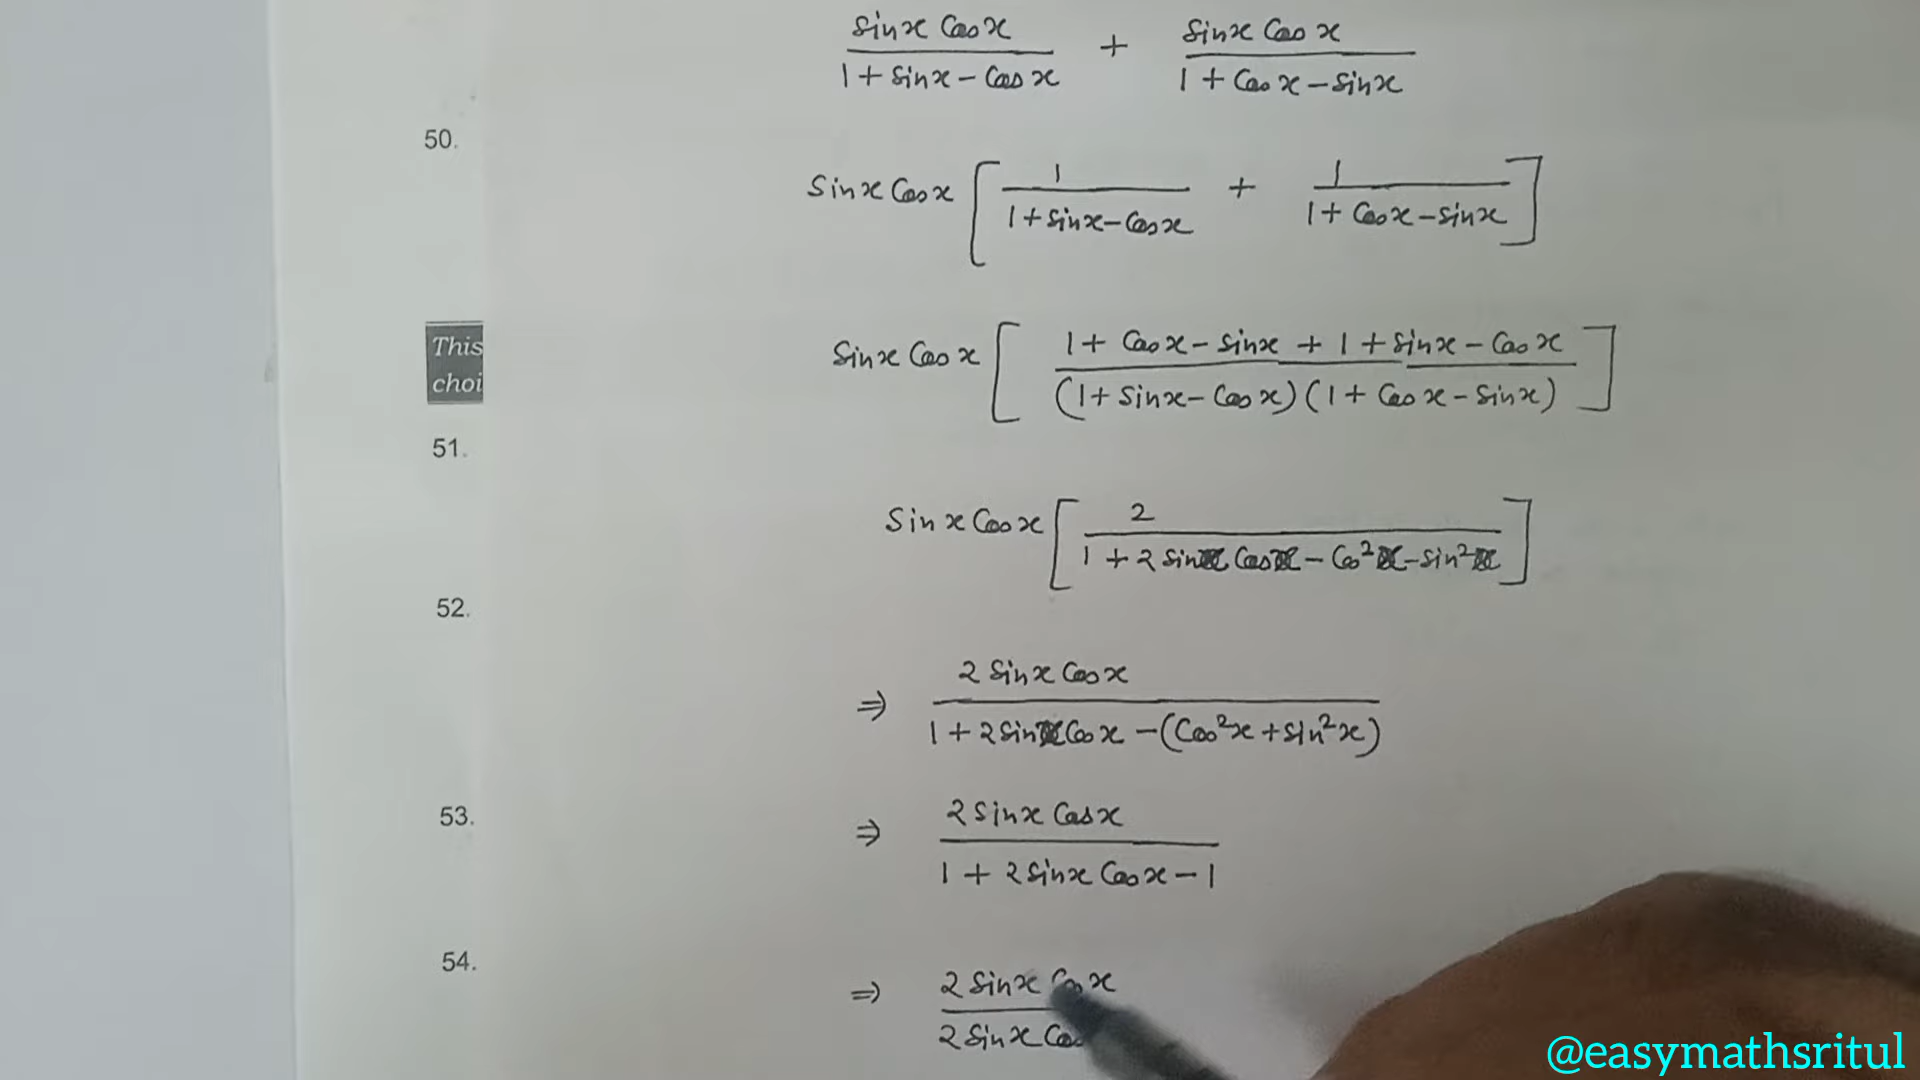 sinx Cosx / 1 + sinx - Cosx + sinx Cosx / 1 + Cosx - sinx
50.
sinx Cosx [ 1 / 1 + sinx - Cosx + 1 / 1 + Cosx - sinx ]
This
choi
sinx Cosx [ 1 + Cosx - sinx + 1 + sinx - Cosx / (1 + sinx - Cosx) (1 + Cosx - sinx) ]
51.
sinx Cosx [ 2 / 1 + 2 sinx Cosx - Cos²x - sin²x ]
52.
⇒ 2 sinx Cosx / 1 + 2 sinx Cosx - (Cos²x + sin²x)
53.
⇒ 2 sinx Cosx / 1 + 2 sinx Cosx - 1
54.
⇒ 2 sinx Cosx / 2 sinx Cos
@easymathsritul